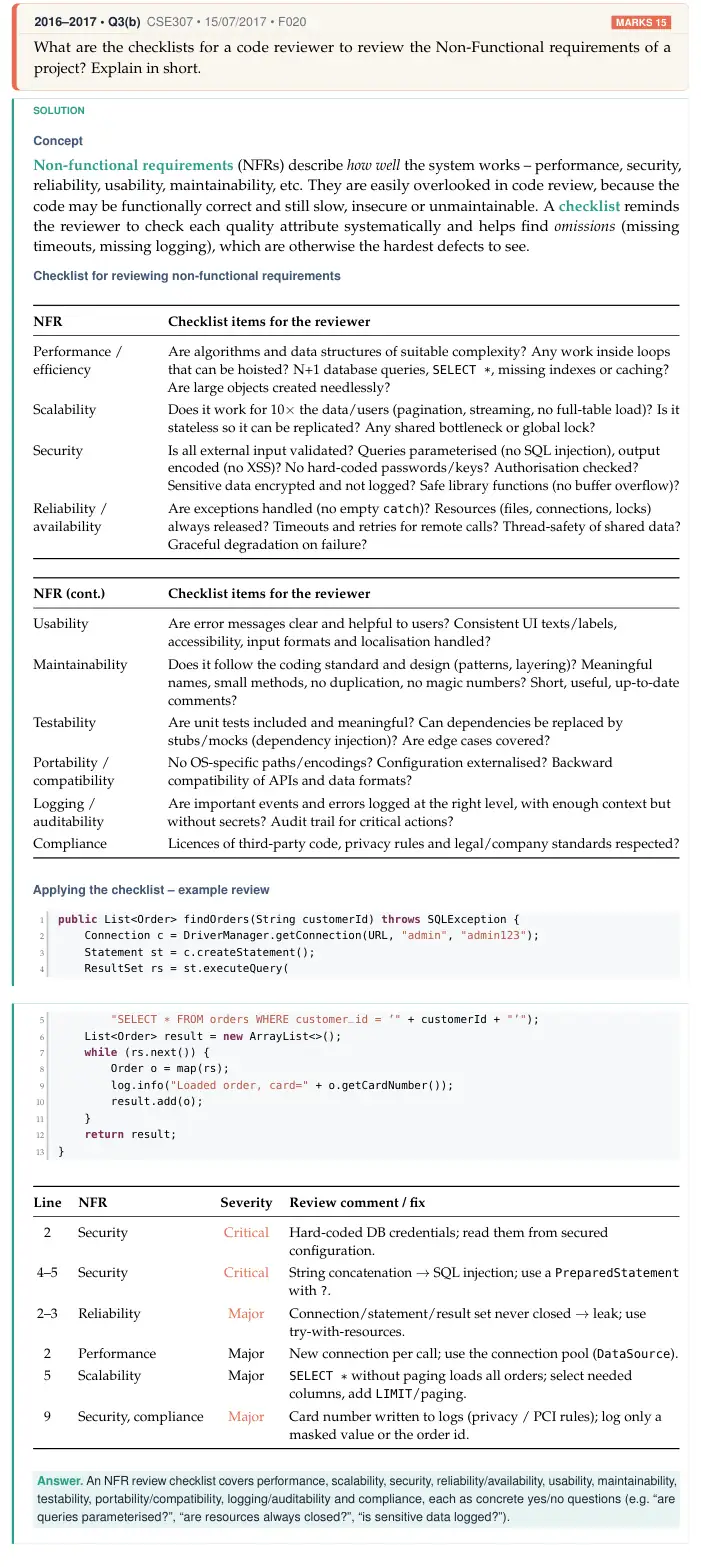 2016–2017 • Q3(b) CSE307 • 15/07/2017 • F020 MARKS 15
What are the checklists for a code reviewer to review the Non-Functional requirements of a
project? Explain in short.
SOLUTION
Concept
Non-functional requirements (NFRs) describe how well the system works – performance, security,
reliability, usability, maintainability, etc. They are easily overlooked in code review, because the
code may be functionally correct and still slow, insecure or unmaintainable. A checklist reminds
the reviewer to check each quality attribute systematically and helps find omissions (missing
timeouts, missing logging), which are otherwise the hardest defects to see.
Checklist for reviewing non-functional requirements
NFR Checklist items for the reviewer
Performance / Are algorithms and data structures of suitable complexity? Any work inside loops
efficiency that can be hoisted? N+1 database queries, SELECT *, missing indexes or caching?
Are large objects created needlessly?
Scalability Does it work for 10× the data/users (pagination, streaming, no full-table load)? Is it
stateless so it can be replicated? Any shared bottleneck or global lock?
Security Is all external input validated? Queries parameterised (no SQL injection), output
encoded (no XSS)? No hard-coded passwords/keys? Authorisation checked?
Sensitive data encrypted and not logged? Safe library functions (no buffer overflow)?
Reliability / Are exceptions handled (no empty catch)? Resources (files, connections, locks)
availability always released? Timeouts and retries for remote calls? Thread-safety of shared data?
Graceful degradation on failure?
NFR (cont.) Checklist items for the reviewer
Usability Are error messages clear and helpful to users? Consistent UI texts/labels,
accessibility, input formats and localisation handled?
Maintainability Does it follow the coding standard and design (patterns, layering)? Meaningful
names, small methods, no duplication, no magic numbers? Short, useful, up-to-date
comments?
Testability Are unit tests included and meaningful? Can dependencies be replaced by
stubs/mocks (dependency injection)? Are edge cases covered?
Portability / No OS-specific paths/encodings? Configuration externalised? Backward
compatibility compatibility of APIs and data formats?
Logging / Are important events and errors logged at the right level, with enough context but
auditability without secrets? Audit trail for critical actions?
Compliance Licences of third-party code, privacy rules and legal/company standards respected?
Applying the checklist – example review
1 public List<Order> findOrders(String customerId) throws SQLException {
2 Connection c = DriverManager.getConnection(URL, "admin", "admin123");
3 Statement st = c.createStatement();
4 ResultSet rs = st.executeQuery(
5 "SELECT * FROM orders WHERE customer_id = '" + customerId + "'");
6 List<Order> result = new ArrayList<>();
7 while (rs.next()) {
8 Order o = map(rs);
9 log.info("Loaded order, card=" + o.getCardNumber());
10 result.add(o);
11 }
12 return result;
13 }
Line NFR Severity Review comment / fix
2 Security Critical Hard-coded DB credentials; read them from secured
configuration.
4–5 Security Critical String concatenation → SQL injection; use a PreparedStatement
with ?.
2–3 Reliability Major Connection/statement/result set never closed → leak; use
try-with-resources.
2 Performance Major New connection per call; use the connection pool (DataSource).
5 Scalability Major SELECT * without paging loads all orders; select needed
columns, add LIMIT/paging.
9 Security, compliance Major Card number written to logs (privacy / PCI rules); log only a
masked value or the order id.
Answer. An NFR review checklist covers performance, scalability, security, reliability/availability, usability, maintainability,
testability, portability/compatibility, logging/auditability and compliance, each as concrete yes/no questions (e.g. “are
queries parameterised?”, “are resources always closed?”, “is sensitive data logged?”).